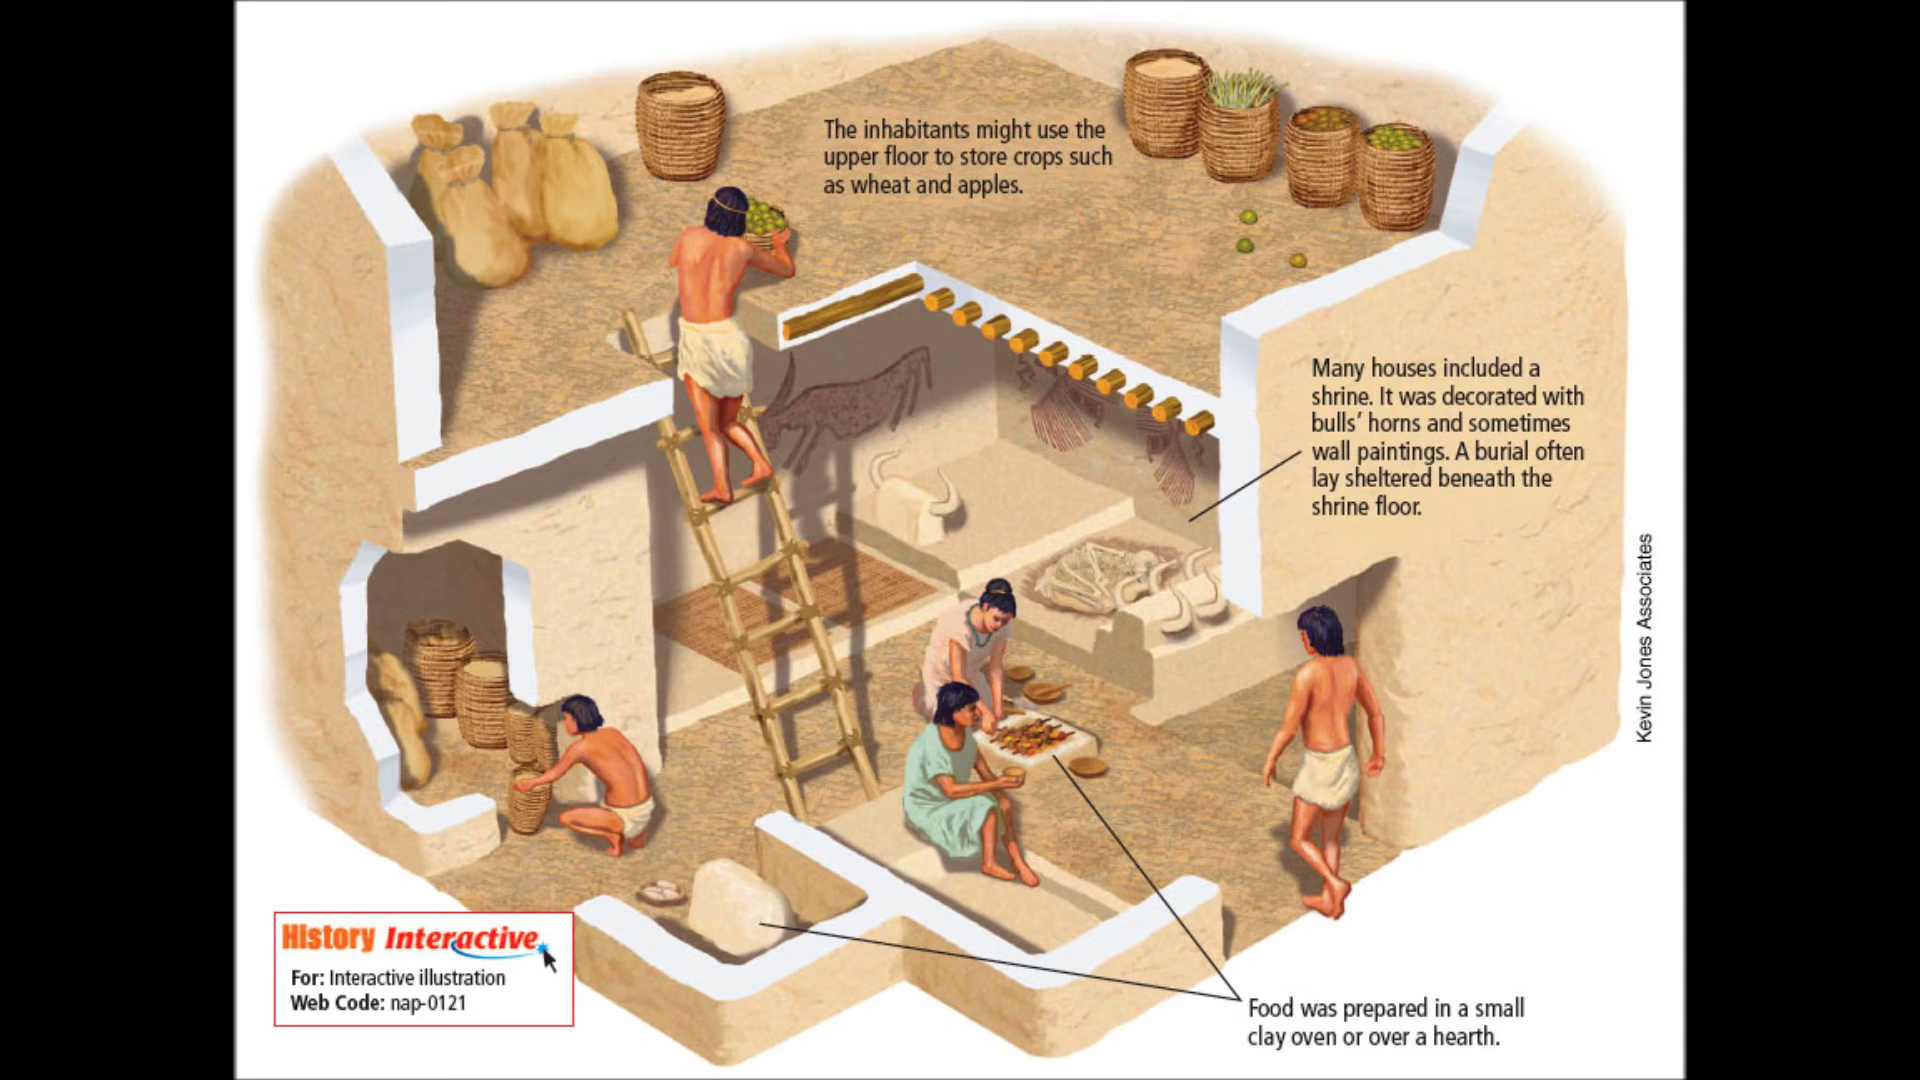 The inhabitants might use the
upper floor to store crops such
as wheat and apples.
Many houses included a
shrine. It was decorated with
bulls' horns and sometimes
wall paintings. A burial often
lay sheltered beneath the
shrine floor.
Kevin Jones Associates
History Interactive
For: Interactive illustration
Web Code: nap-0121
Food was prepared in a small
clay oven or over a hearth.